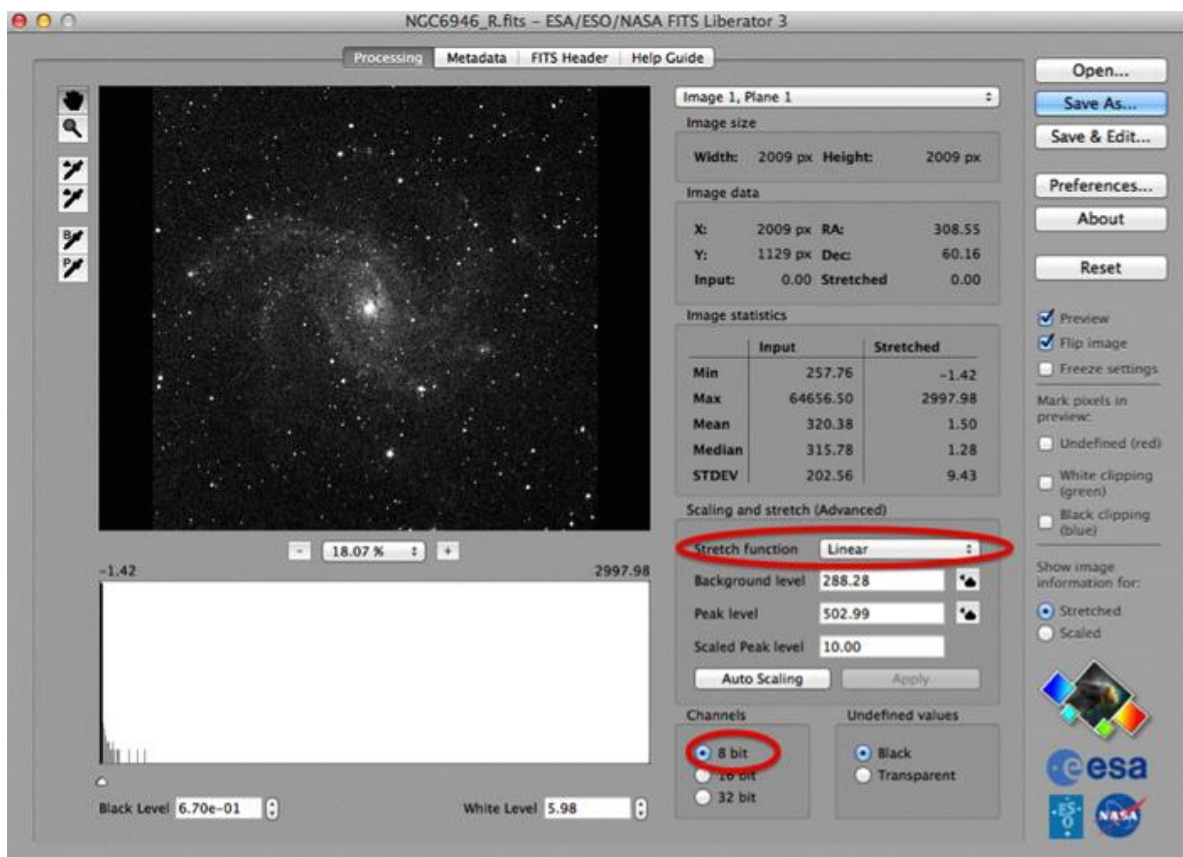 NGC6946_R.fits – ESA/ESO/NASA FITS Liberator 3
Processing Metadata FITS Header Help Guide
Open...
Save As...
Save & Edit...
Preferences...
About
Reset
Image 1, Plane 1
Image size
Width: 2009 px Height: 2009 px
Image data
X: 2009 px RA: 308.55
Y: 1129 px Dec: 60.16
Input: 0.00 Stretched 0.00
Image statistics
Input Stretched
Min 257.76 -1.42
Max 64656.50 2997.98
Mean 320.38 1.50
Median 315.78 1.28
STDEV 202.56 9.43
Scaling and stretch (Advanced)
Stretch function Linear
Background level 288.28
Peak level 502.99
Scaled Peak level 10.00
Auto Scaling Apply
Channels
8 bit
16 bit
32 bit
Undefined values
Black
Transparent
B
P
- 18.07 % +
-1.42 2997.98
Black Level 6.70e-01 White Level 5.98
Preview
Flip image
Freeze settings
Mark pixels in
preview:
Undefined (red)
White clipping
(green)
Black clipping
(blue)
Show image
information for:
Stretched
Scaled
esa
ES
O
NASA